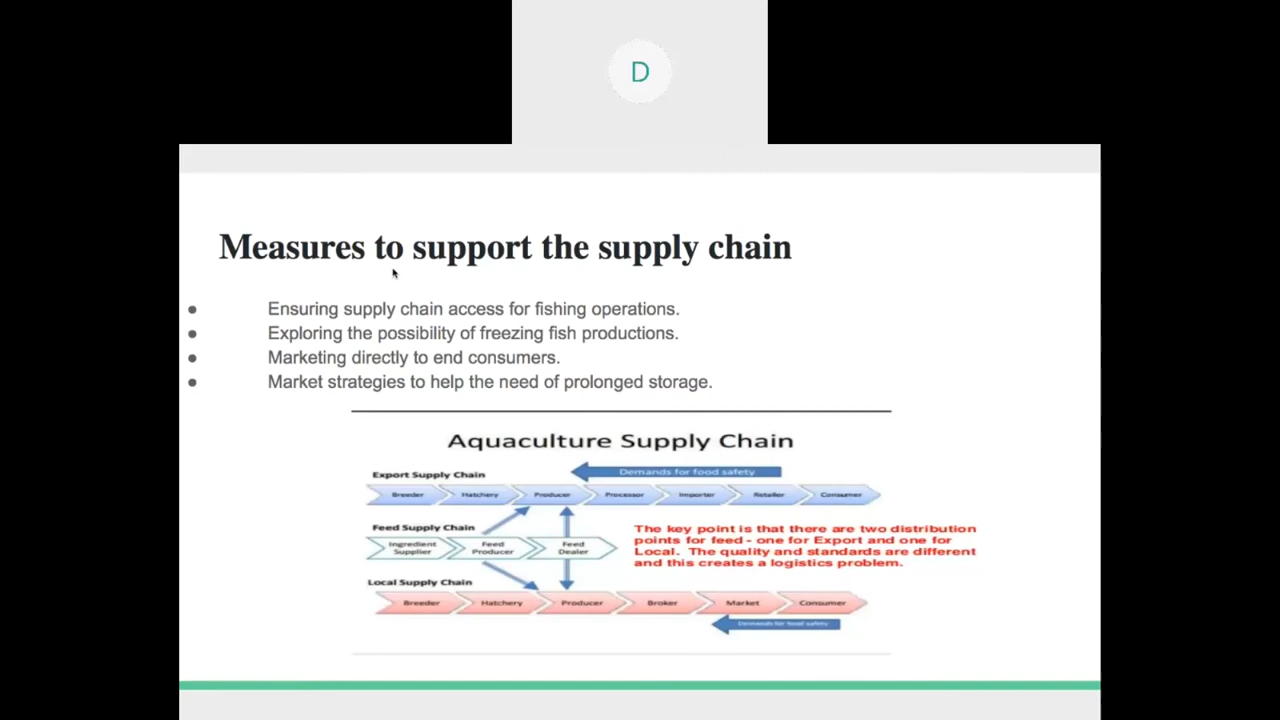 D
Measures to support the supply chain
● Ensuring supply chain access for fishing operations.
● Exploring the possibility of freezing fish productions.
● Marketing directly to end consumers.
● Market strategies to help the need of prolonged storage.
Aquaculture Supply Chain
Demands for food safety
Export Supply Chain
Breeder Hatchery Producer Processor Importer Retailer Consumer
Feed Supply Chain
Ingredient Supplier
Feed Producer
Feed Dealer
The key point is that there are two distribution
points for feed - one for Export and one for
Local. The quality and standards are different
and this creates a logistics problem.
Local Supply Chain
Breeder Hatchery Producer Broker Market Consumer
Demands for food safety